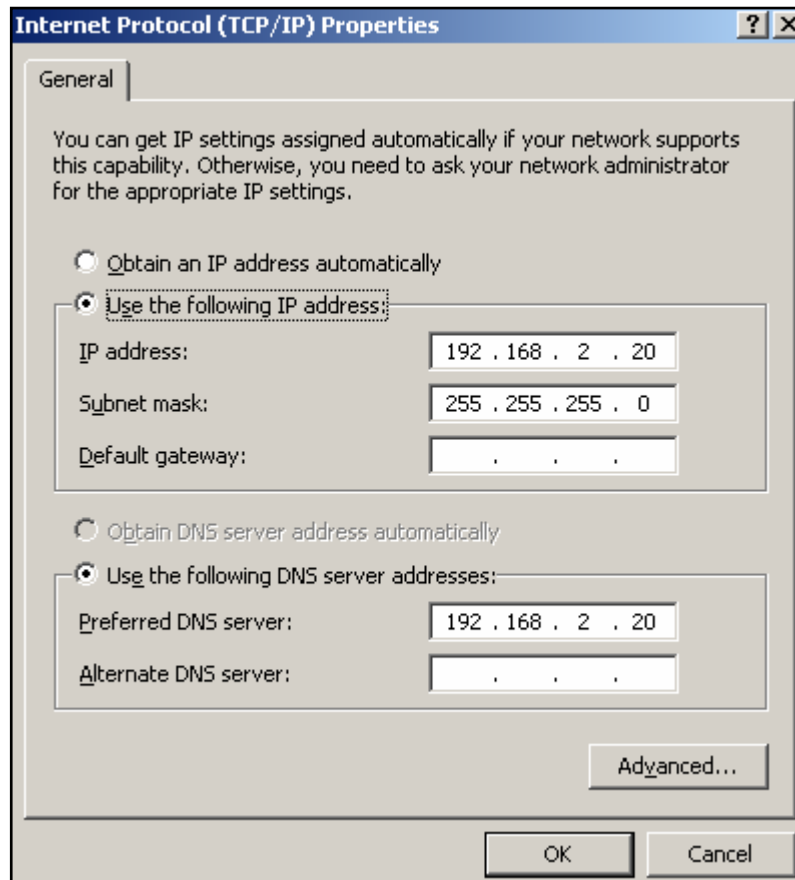 Internet Protocol (TCP/IP) Properties
General
You can get IP settings assigned automatically if your network supports
this capability. Otherwise, you need to ask your network administrator
for the appropriate IP settings.
Obtain an IP address automatically
Use the following IP address:
IP address: 192 . 168 . 2 . 20
Subnet mask: 255 . 255 . 255 . 0
Default gateway: . . .
Obtain DNS server address automatically
Use the following DNS server addresses:
Preferred DNS server: 192 . 168 . 2 . 20
Alternate DNS server: . . .
Advanced...
OK Cancel